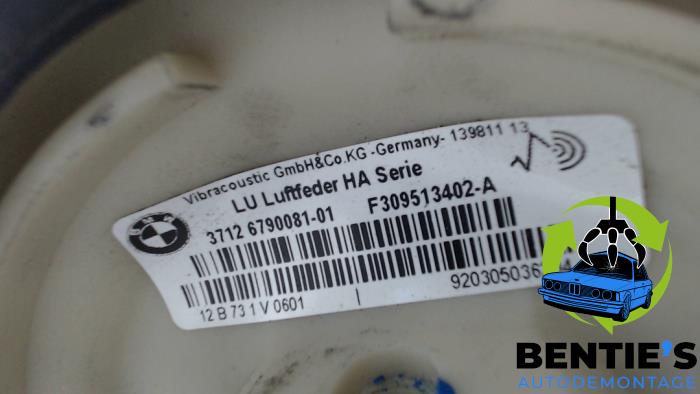 Vibracoustic GmbH&Co.KG -Germany- 139811 13
LU Luftfeder HA Serie
BMW
3712 6790081-01 F309513402-A
12 B 73 1 V 0601
BENTIE'S
AUTODEMONTAGE